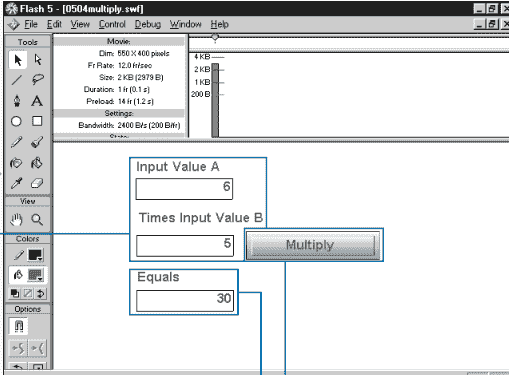 Flash 5 - [0504multiply.swf]
File Edit View Control Debug Window Help
Tools
View
Colors
Options
Movie:
Dim: 550 X 400 pixels
Fr Rate: 12.0 fr/sec
Size: 2 KB (2979 B)
Duration: 1 fr (0.1 s)
Preload: 14 fr (1.2 s)
Settings:
Bandwidth: 2400 B/s (200 B/fr)
4 KB
2 KB
1 KB
200 B
Input Value A
6
Times Input Value B
5
Multiply
Equals
30